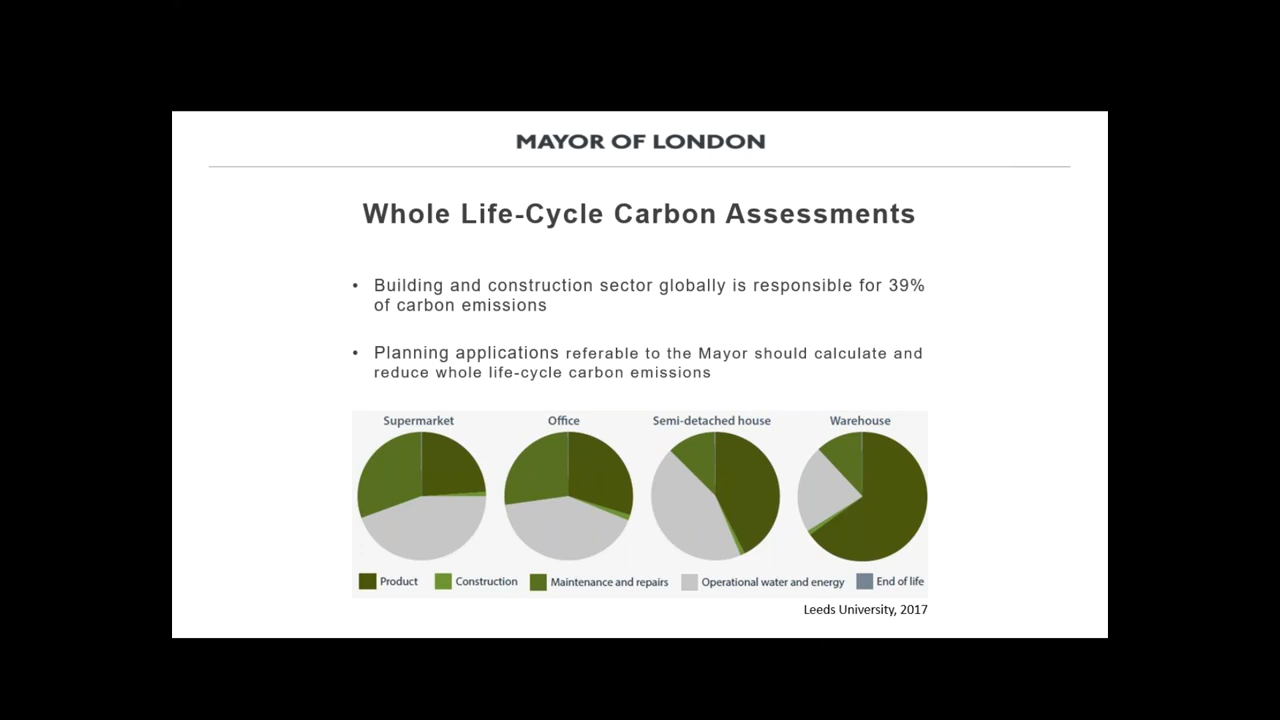 MAYOR OF LONDON
Whole Life-Cycle Carbon Assessments
• Building and construction sector globally is responsible for 39%
of carbon emissions
• Planning applications referable to the Mayor should calculate and
reduce whole life-cycle carbon emissions
Supermarket Office Semi-detached house Warehouse
Product Construction Maintenance and repairs Operational water and energy End of life
Leeds University, 2017